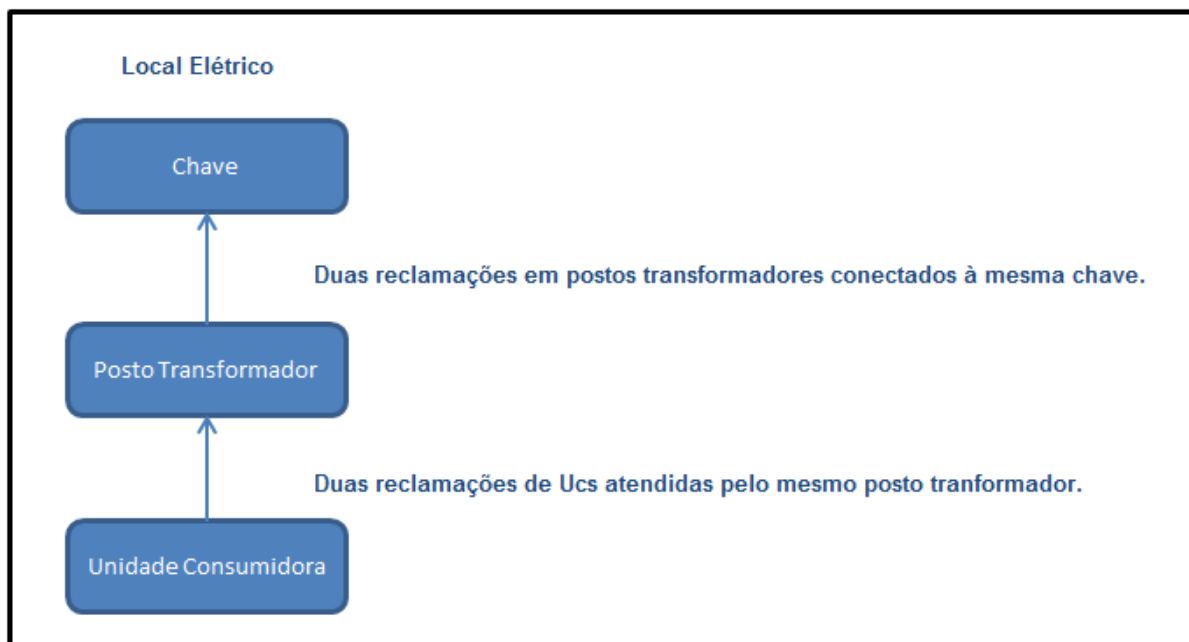 Local Elétrico
Chave
Duas reclamações em postos transformadores conectados à mesma chave.
Posto Transformador
Duas reclamações de Ucs atendidas pelo mesmo posto tranformador.
Unidade Consumidora